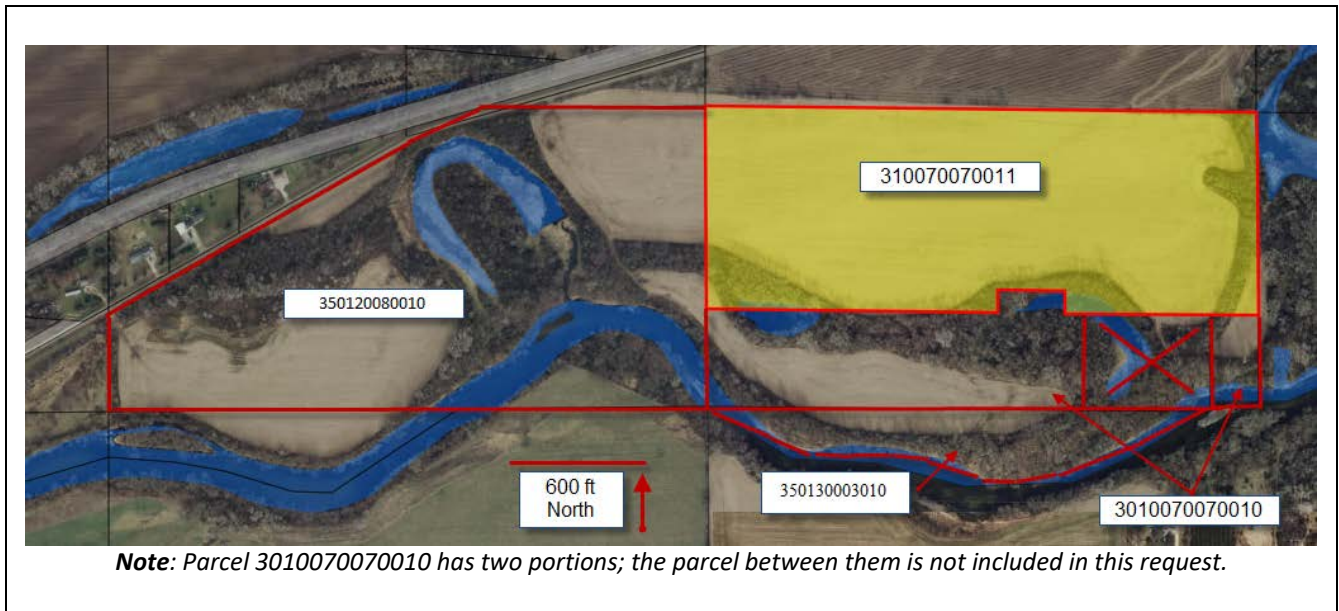 310070070011
350120080010
600 ft
North
350130003010
3010070070010
Note: Parcel 3010070070010 has two portions; the parcel between them is not included in this request.